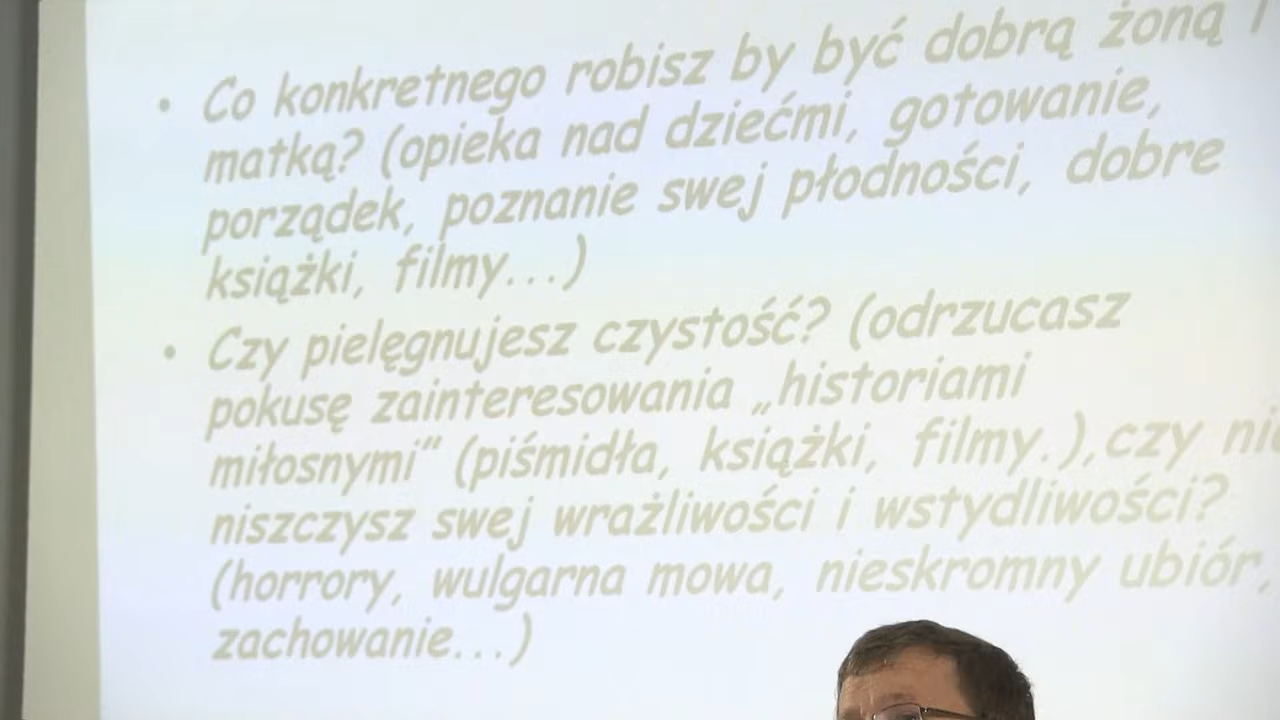 • Co konkretnego robisz by być dobrą żoną i
matką? (opieka nad dziećmi, gotowanie,
porządek, poznanie swej płodności, dobre
książki, filmy...)
• Czy pielęgnujesz czystość? (odrzucasz
pokusę zainteresowania „historiami
miłosnymi” (piśmidła, książki, filmy.),czy nie
niszczysz swej wrażliwości i wstydliwości?
(horrory, wulgarna mowa, nieskromny ubiór,
zachowanie...)